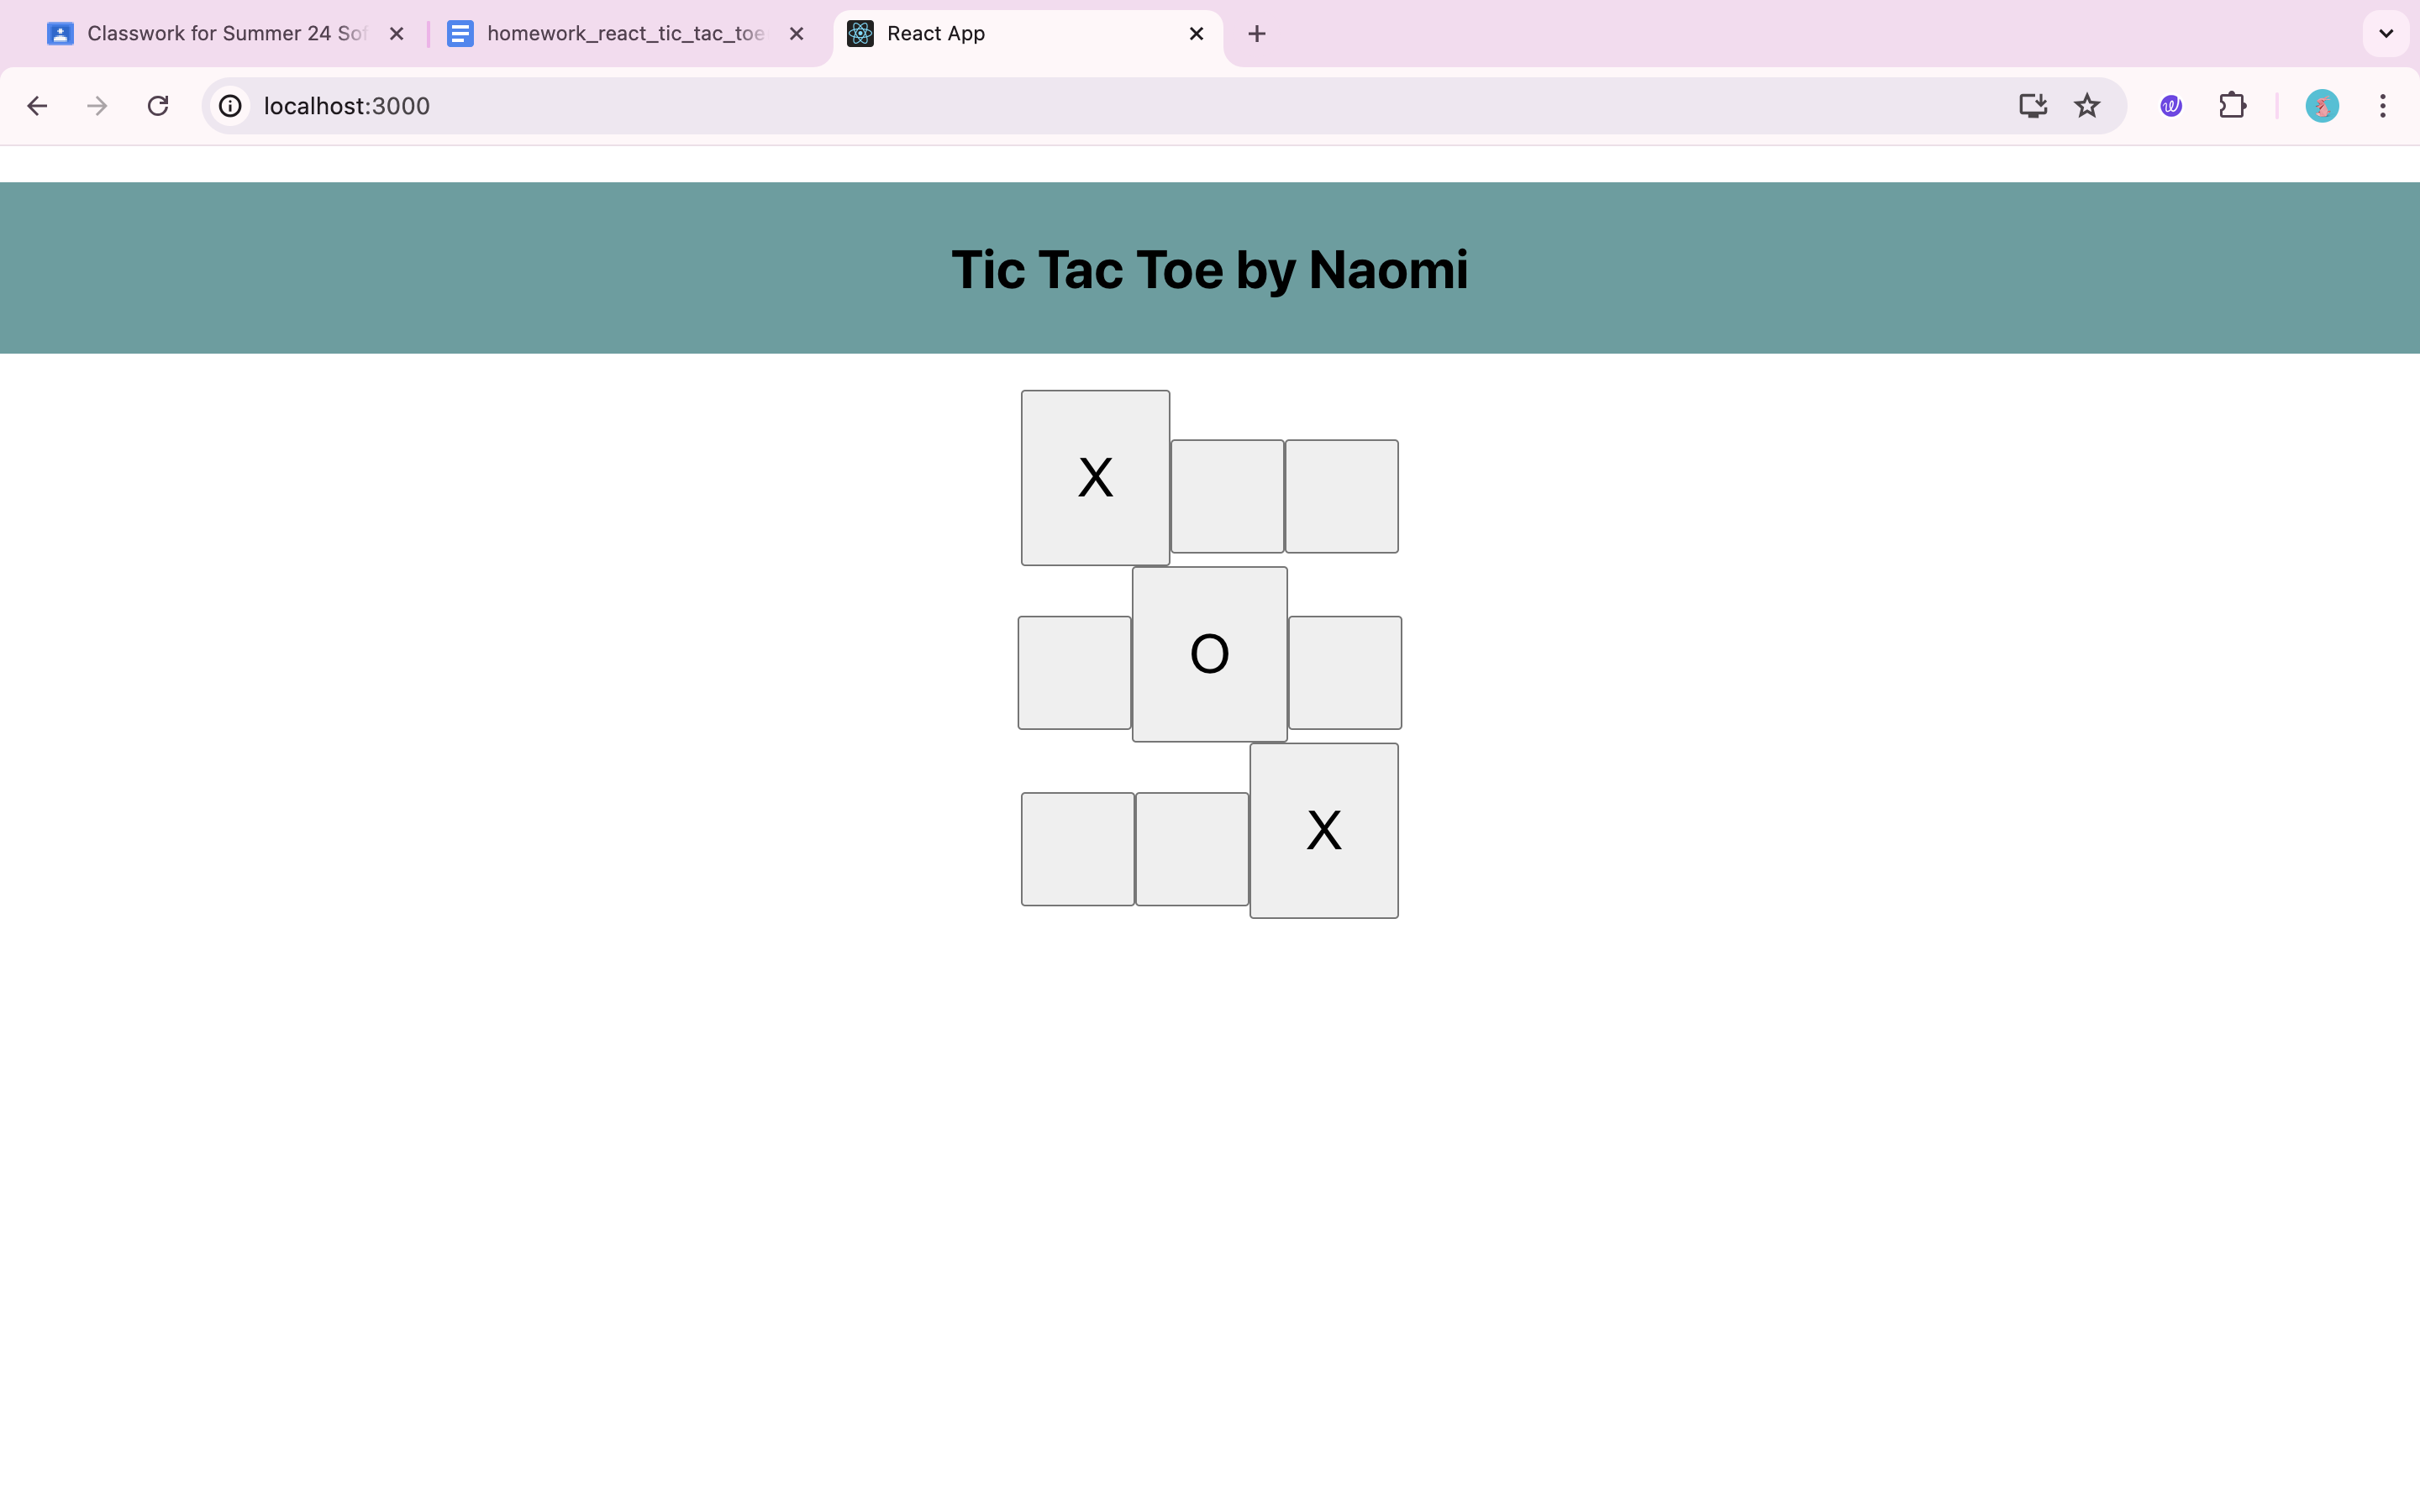 Classwork for Summer 24 Sof
homework_react_tic_tac_toe
React App
localhost:3000
Tic Tac Toe by Naomi
X
O
X